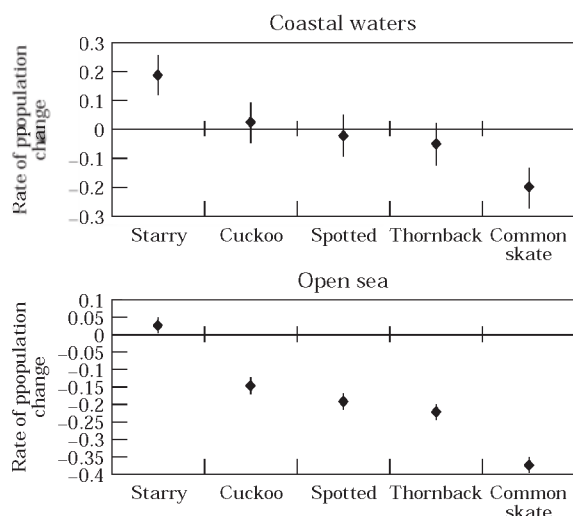 Coastal waters
Rate of ppopulation
change
0.3
0.2
0.1
0
–0.1
–0.2
–0.3
Starry Cuckoo Spotted Thornback Common
skate
Open sea
Rate of ppopulation
change
0.1
0.05
0
–0.05
–0.1
–0.15
–0.2
–0.25
–0.3
–0.35
–0.4
Starry Cuckoo Spotted Thornback Common
skate